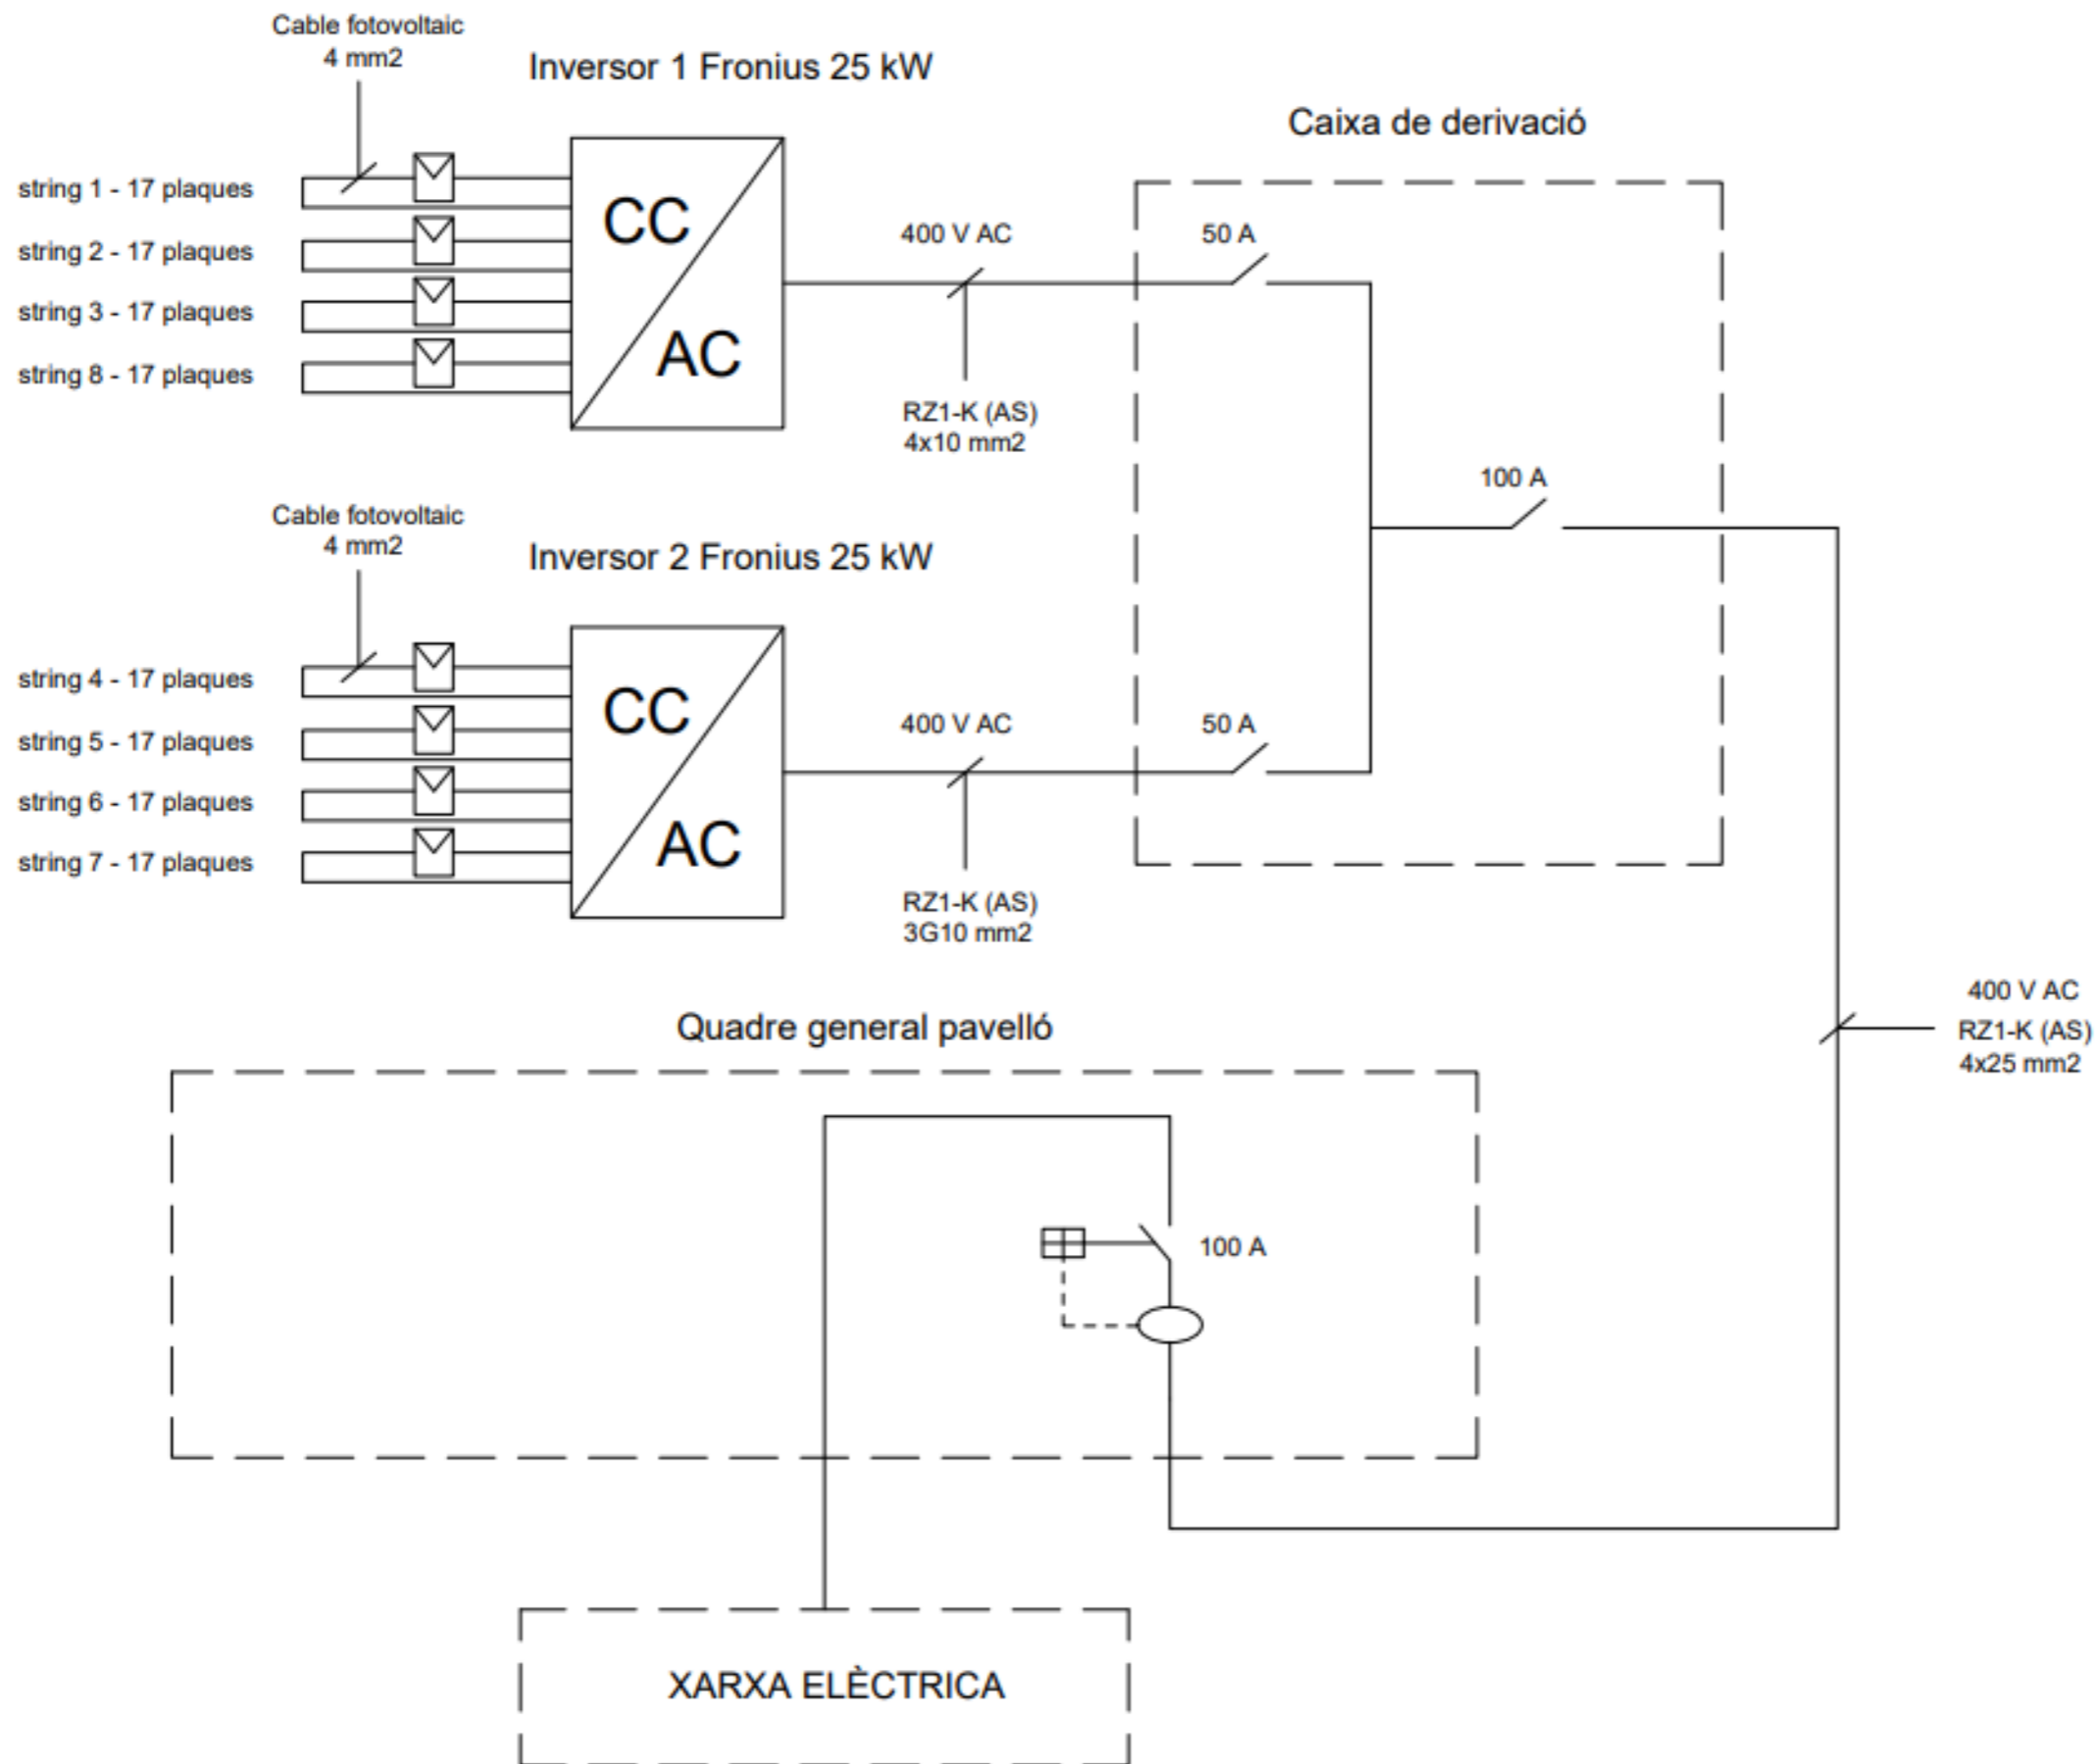 Cable fotovoltaic
4 mm2
Inversor 1 Fronius 25 kW
Caixa de derivació
string 1 - 17 plaques
string 2 - 17 plaques
string 3 - 17 plaques
string 8 - 17 plaques
CC
AC
400 V AC
RZ1-K (AS)
4x10 mm2
50 A
100 A
Cable fotovoltaic
4 mm2
Inversor 2 Fronius 25 kW
string 4 - 17 plaques
string 5 - 17 plaques
string 6 - 17 plaques
string 7 - 17 plaques
CC
AC
400 V AC
RZ1-K (AS)
3G10 mm2
50 A
400 V AC
RZ1-K (AS)
4x25 mm2
Quadre general pavelló
100 A
XARXA ELÈCTRICA